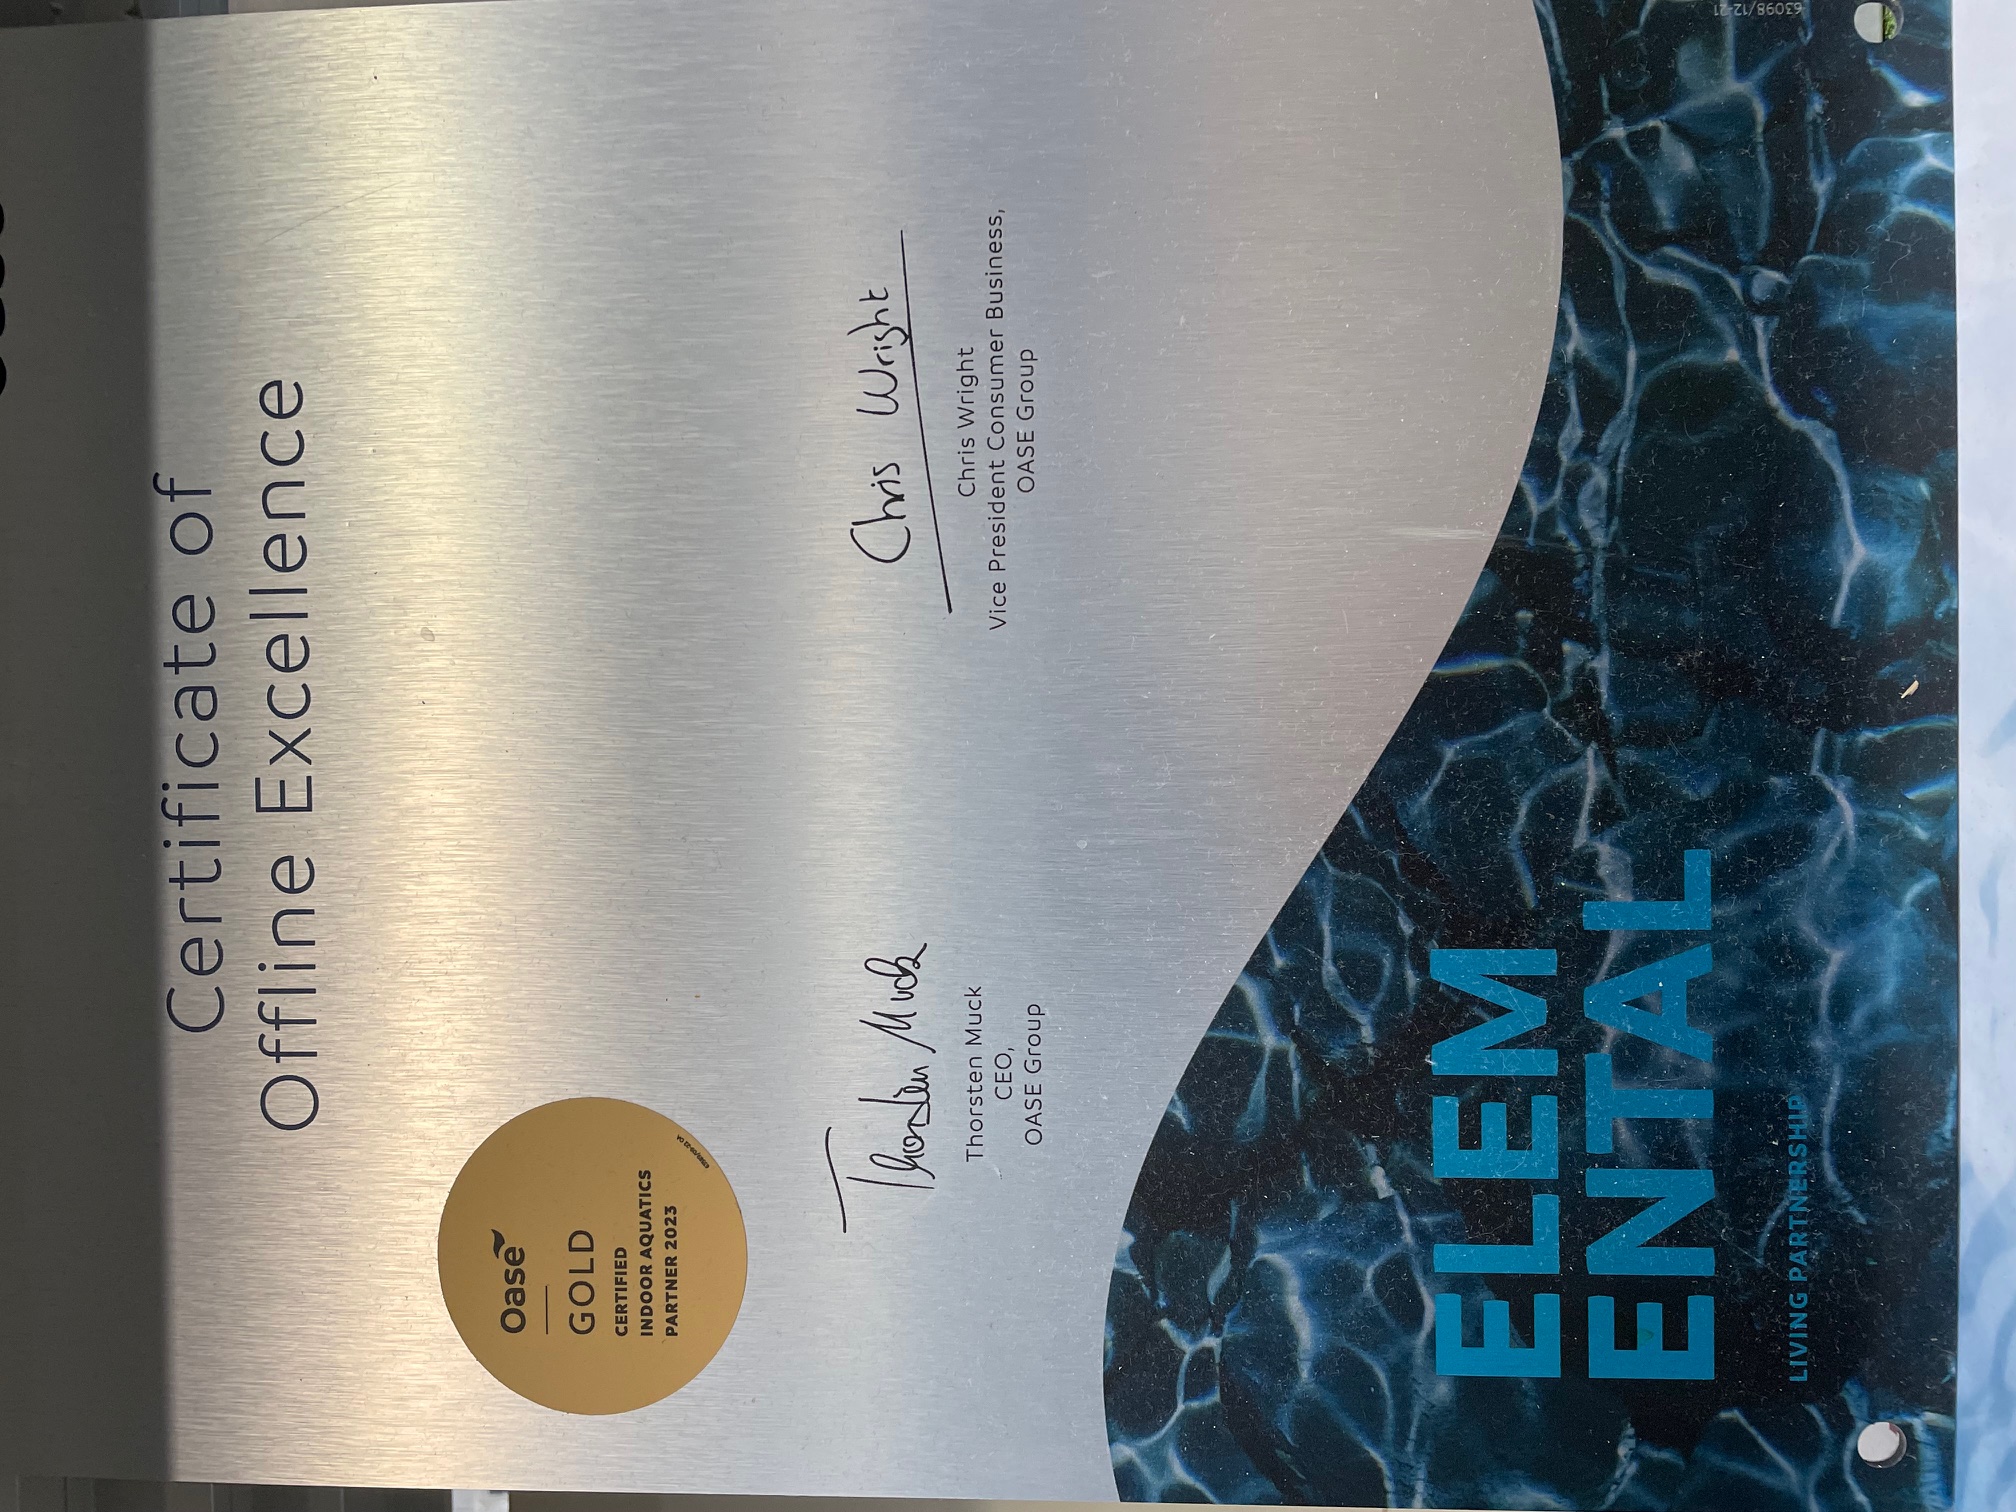 Certificate of
Offline Excellence
Oase
GOLD
CERTIFIED
INDOOR AQUATICS
PARTNER 2023
Thorsten Muck
Thorsten Muck
CEO,
OASE Group
Chris Wright
Chris Wright
Vice President Consumer Business,
OASE Group
ELEM
ENTAL
LIVING PARTNERSHIP
63098/12-21